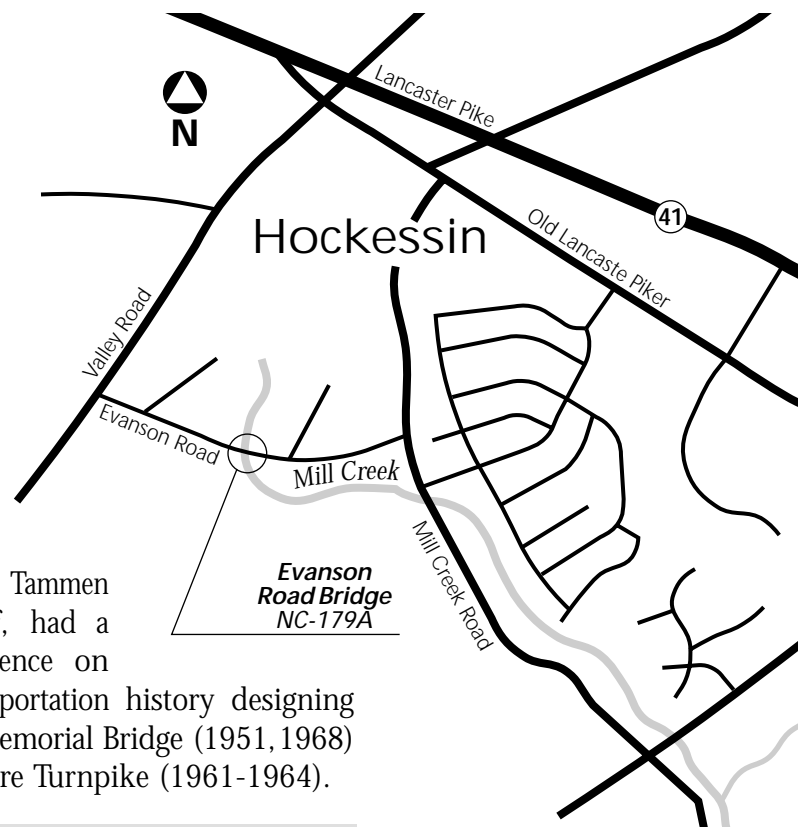 Lancaster Pike
N
41
Hockessin
Old Lancaste Piker
Valley Road
Evanson Road
Mill Creek
Mill Creek Road
Evanson
Road Bridge
NC-179A
Tammen
, had a
ence on
portation history designing
emorial Bridge (1951,1968)
re Turnpike (1961-1964).